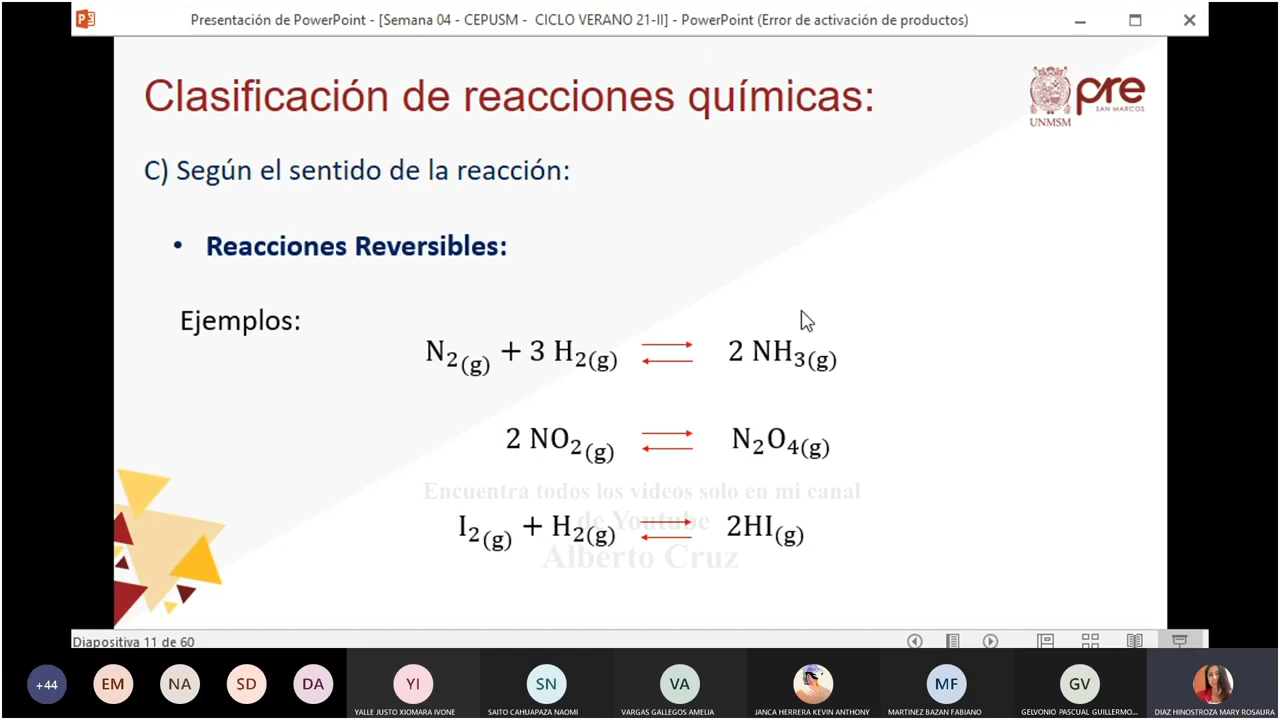 Presentación de PowerPoint - [Semana 04 - CEPUSM - CICLO VERANO 21-II] - PowerPoint (Error de activación de productos)
Clasificación de reacciones químicas:
UNMSM
pre
SAN MARCOS
C) Según el sentido de la reacción:
• Reacciones Reversibles:
Ejemplos:
N₂(g) + 3 H₂(g) ⇄ 2 NH₃(g)
2 NO₂(g) ⇄ N₂O₄(g)
Encuentra todos los videos solo en mi canal
de Youtube
I₂(g) + H₂(g) ⇄ 2HI(g)
Alberto Cruz
Diapositiva 11 de 60
+44 EM NA SD DA YI SN VA MF GV
YALLE JUSTO XIOMARA IVONE SAITO CAHUAPAZA NAOMI VARGAS GALLEGOS AMELIA JANCA HERRERA KEVIN ANTHONY MARTINEZ BAZAN FABIANO GELVONIO PASCUAL GUILLERMO... DIAZ HINOSTROZA MARY ROSAURA